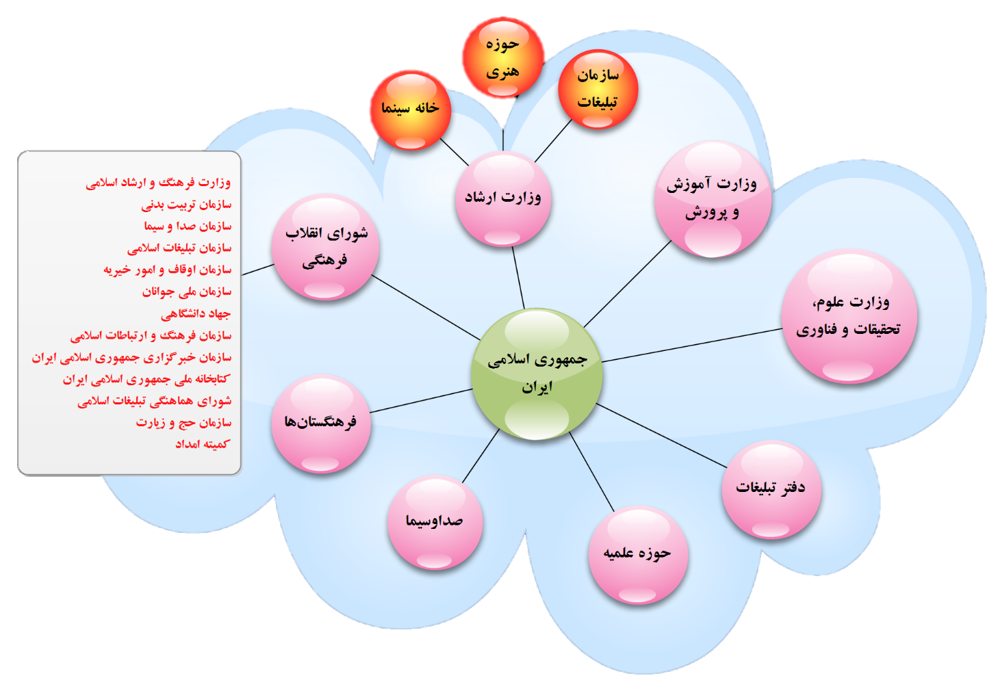 حوزه
هنری
سازمان
تبلیغات
خانه سینما
وزارت ارشاد
وزارت آموزش
و پرورش
شورای انقلاب
فرهنگی
وزارت علوم،
تحقیقات و فناوری
جمهوری اسلامی
ایران
فرهنگستان‌ها
صداوسیما
حوزه علمیه
دفتر تبلیغات
وزارت فرهنگ و ارشاد اسلامی
سازمان تربیت بدنی
سازمان صدا و سیما
سازمان تبلیغات اسلامی
سازمان اوقاف و امور خیریه
سازمان ملی جوانان
جهاد دانشگاهی
سازمان فرهنگ و ارتباطات اسلامی
سازمان خبرگزاری جمهوری اسلامی ایران
کتابخانه ملی جمهوری اسلامی ایران
شورای هماهنگی تبلیغات اسلامی
سازمان حج و زیارت
کمیته امداد